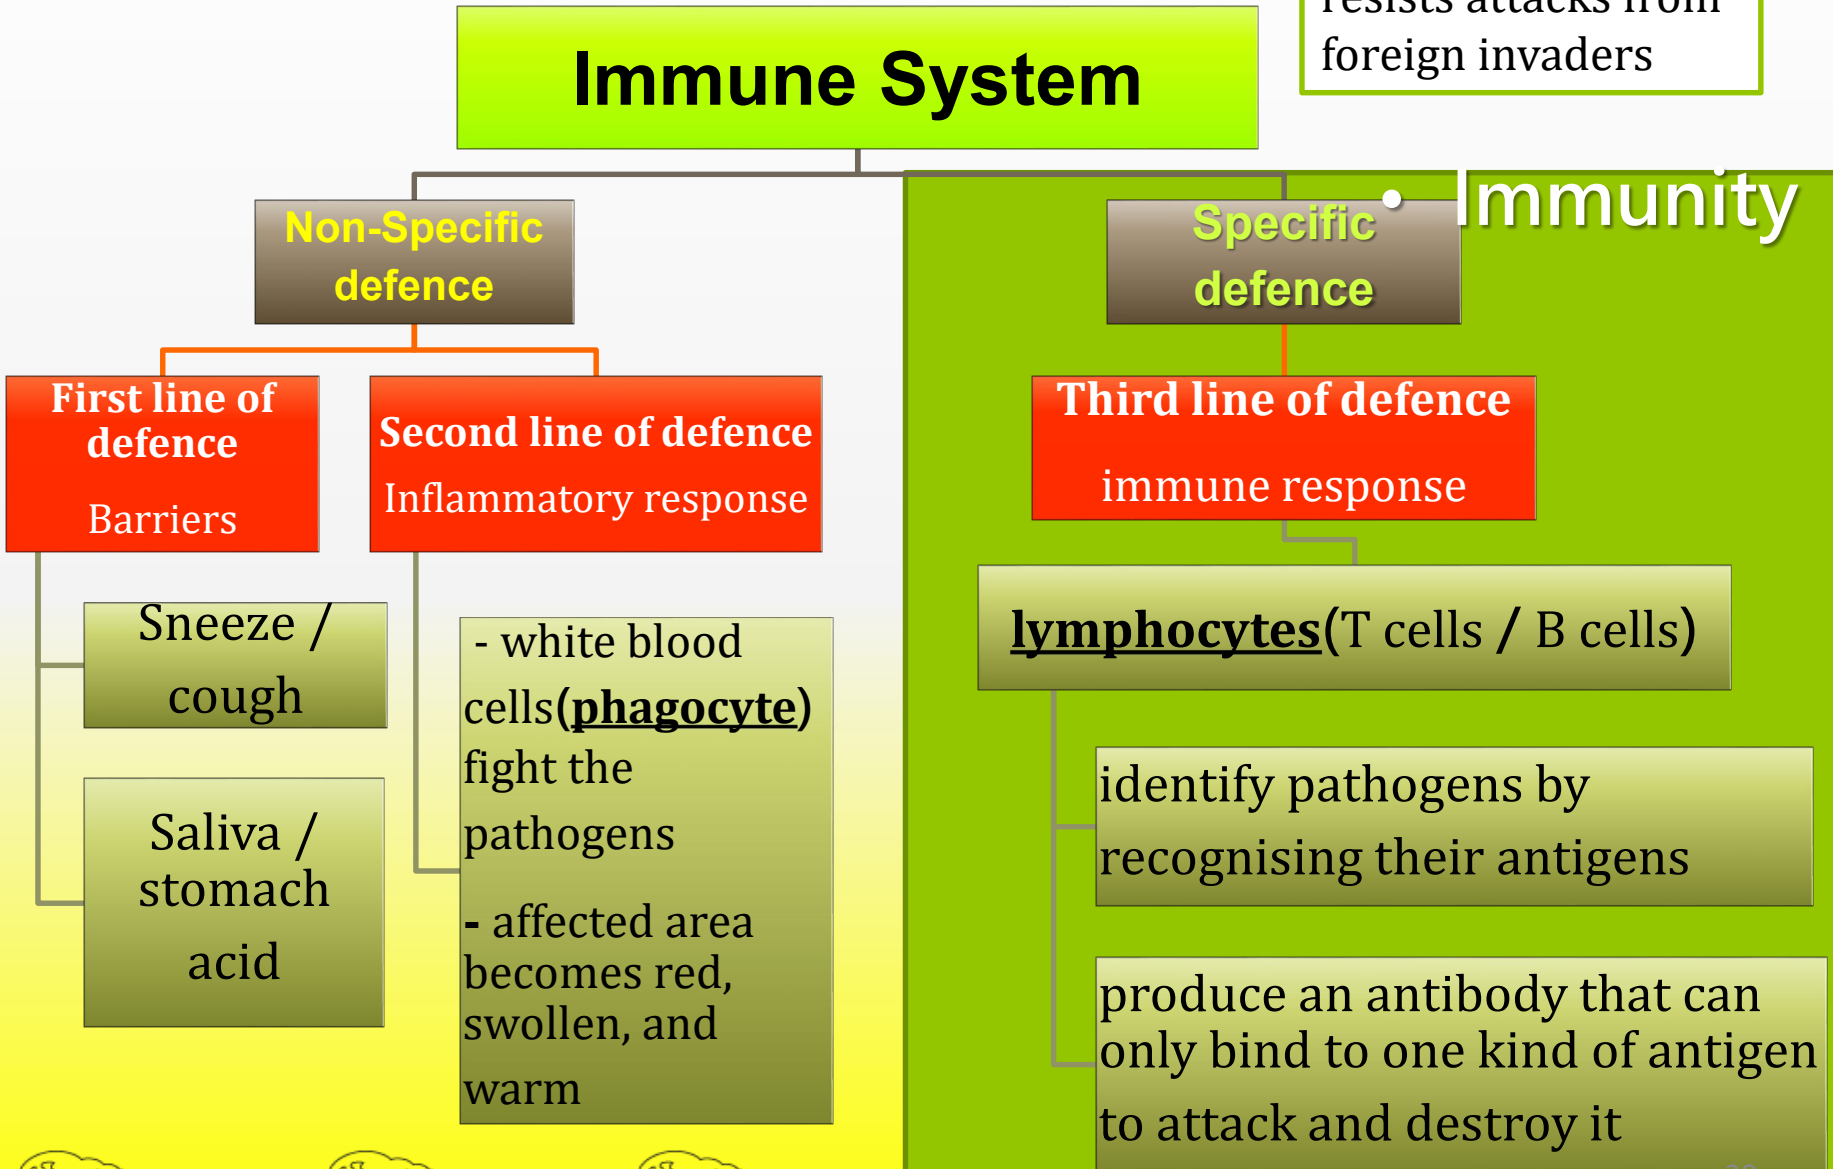 resists attacks from
foreign invaders
Immune System
• Immunity
Non-Specific
defence
Specific
defence
First line of
defence
Barriers
Second line of defence
Inflammatory response
Third line of defence
immune response
Sneeze /
cough
Saliva /
stomach
acid
- white blood
cells(phagocyte)
fight the
pathogens
- affected area
becomes red,
swollen, and
warm
lymphocytes(T cells / B cells)
identify pathogens by
recognising their antigens
produce an antibody that can
only bind to one kind of antigen
to attack and destroy it